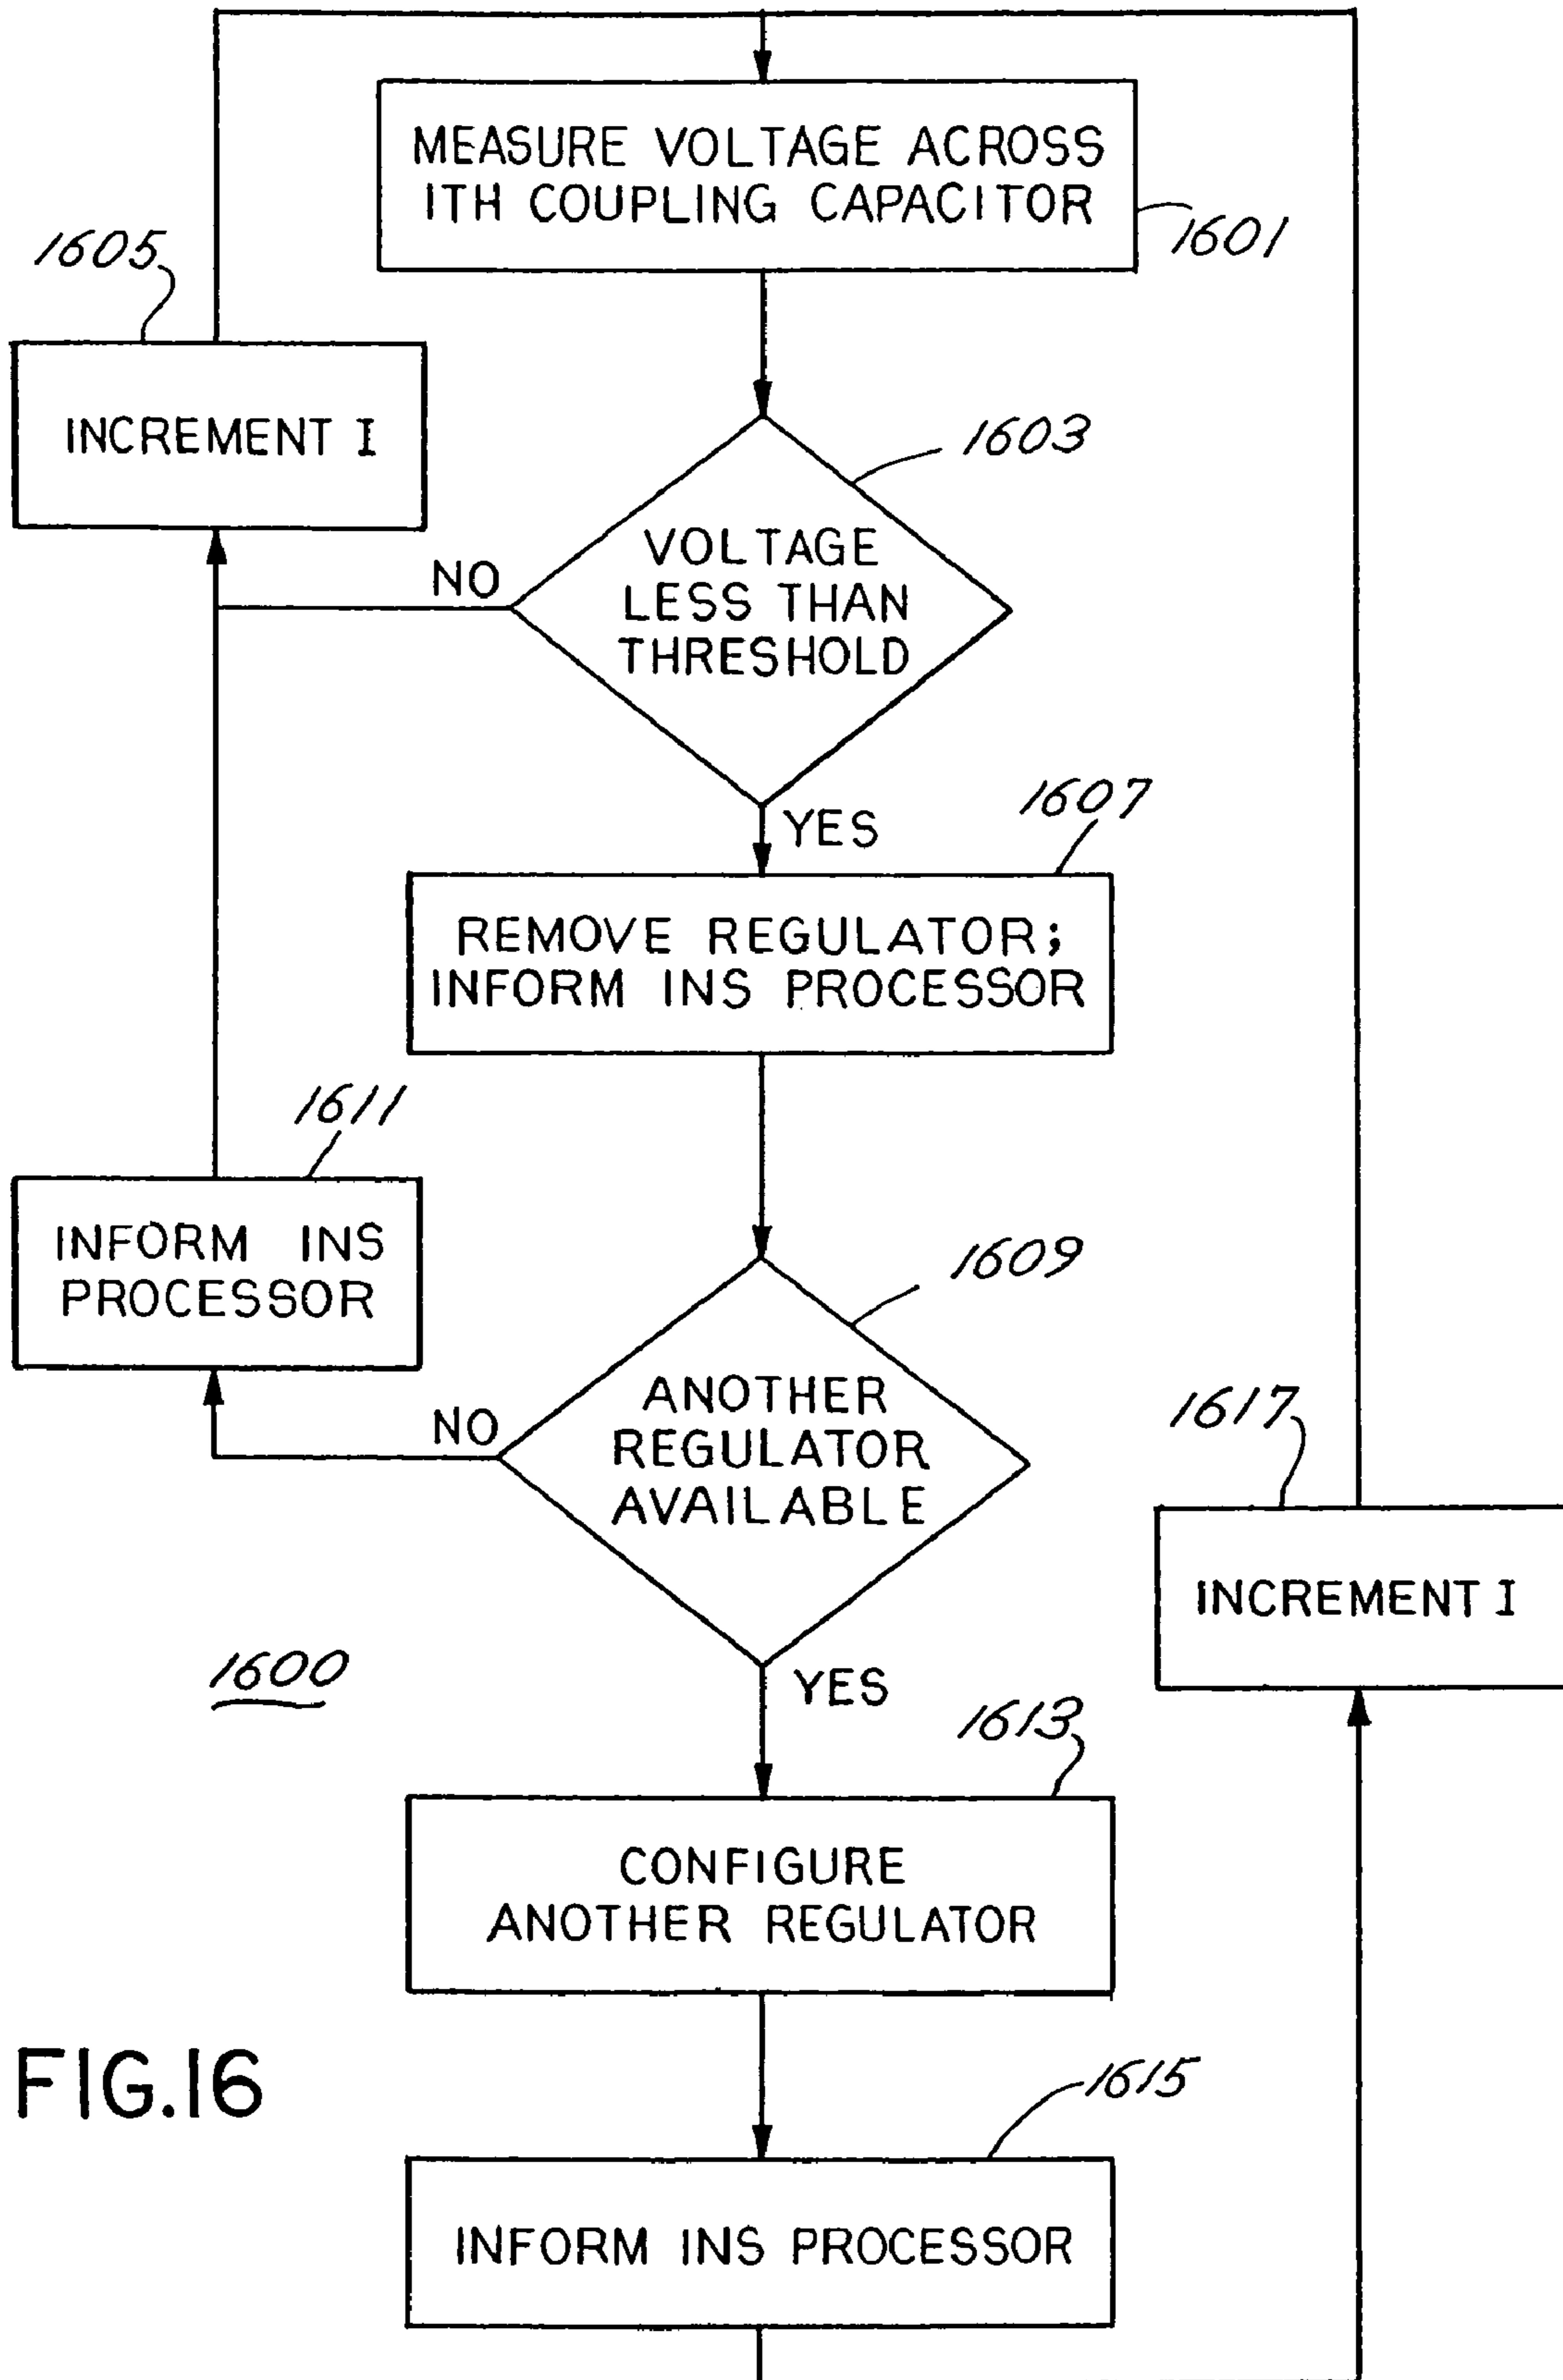 MEASURE VOLTAGE ACROSS
ITH COUPLING CAPACITOR
1601
1605
INCREMENT I
1603
VOLTAGE
LESS THAN
THRESHOLD
NO
YES
1607
REMOVE REGULATOR;
INFORM INS PROCESSOR
1611
INFORM INS
PROCESSOR
1609
ANOTHER
REGULATOR
AVAILABLE
NO
YES
1617
INCREMENT I
1600
1613
CONFIGURE
ANOTHER REGULATOR
FIG.16
1615
INFORM INS PROCESSOR